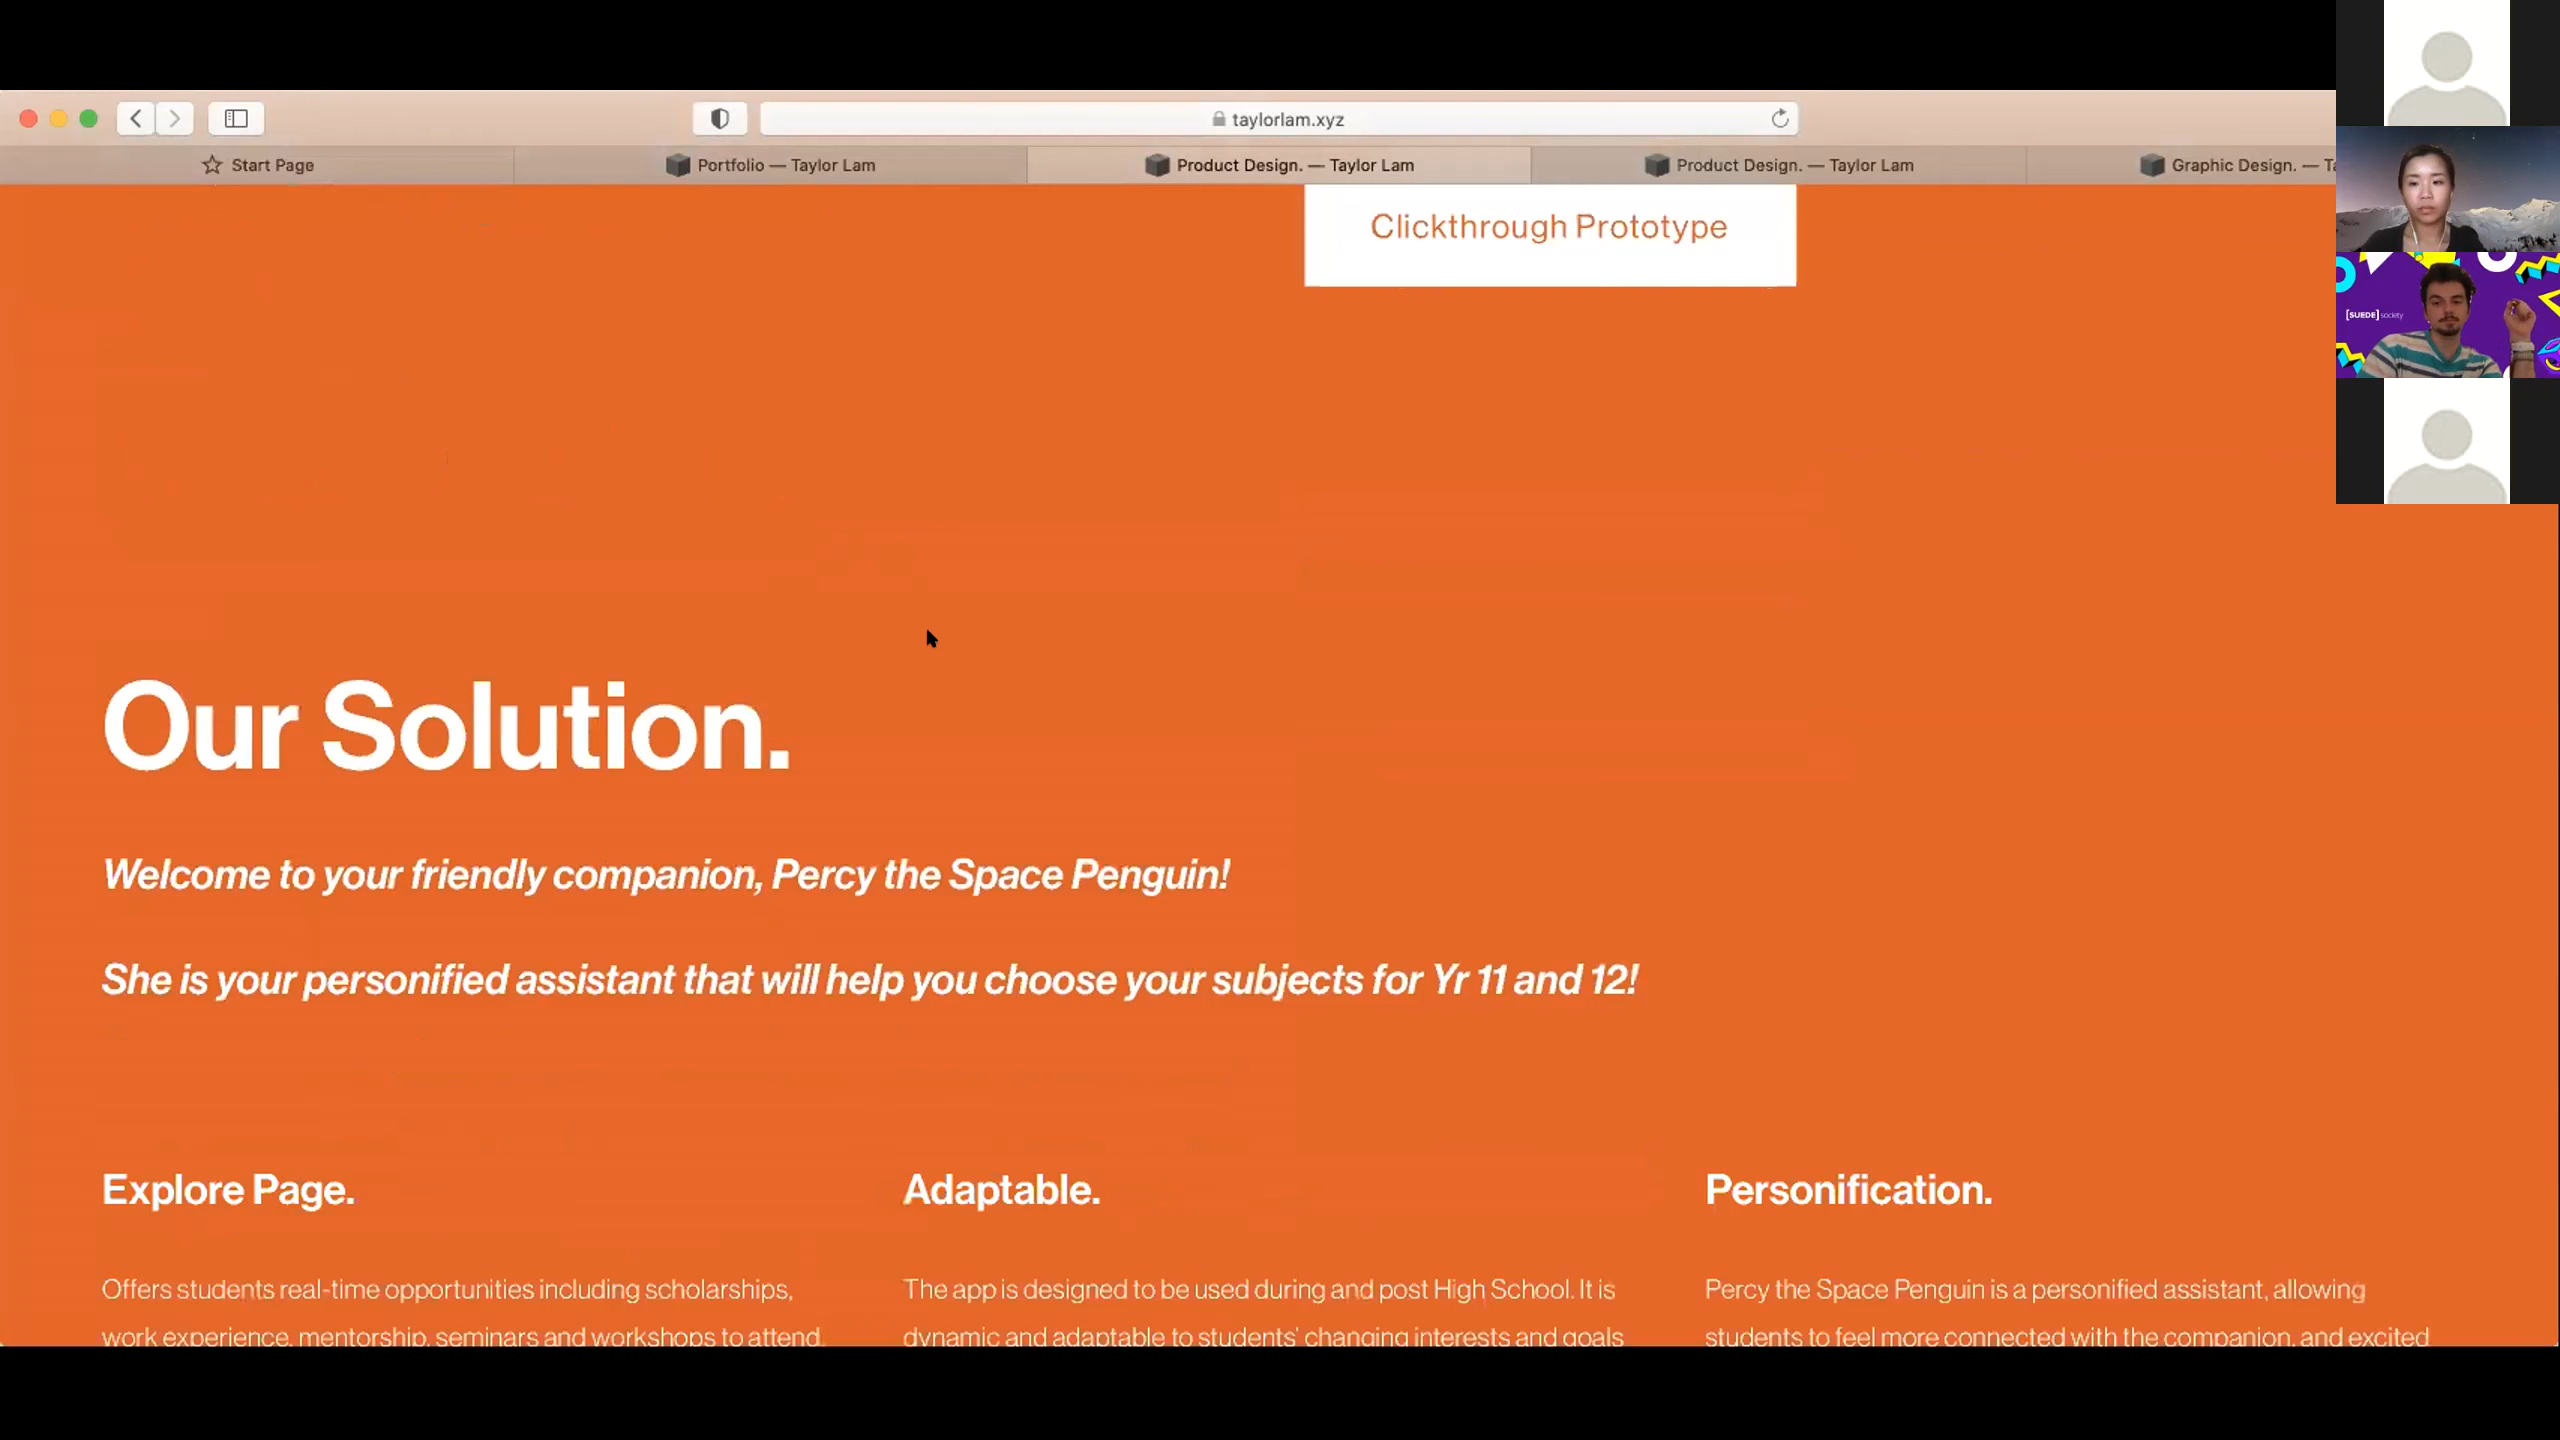 taylorlam.xyz
Start Page
Portfolio — Taylor Lam
Product Design. — Taylor Lam
Product Design. — Taylor Lam
Graphic Design. — Ta
Clickthrough Prototype
[SUEDE] society
Our Solution.
Welcome to your friendly companion, Percy the Space Penguin!
She is your personified assistant that will help you choose your subjects for Yr 11 and 12!
Explore Page.
Offers students real-time opportunities including scholarships,
work experience, mentorship, seminars and workshops to attend.
Adaptable.
The app is designed to be used during and post High School. It is
dynamic and adaptable to students' changing interests and goals
Personification.
Percy the Space Penguin is a personified assistant, allowing
students to feel more connected with the companion, and excited